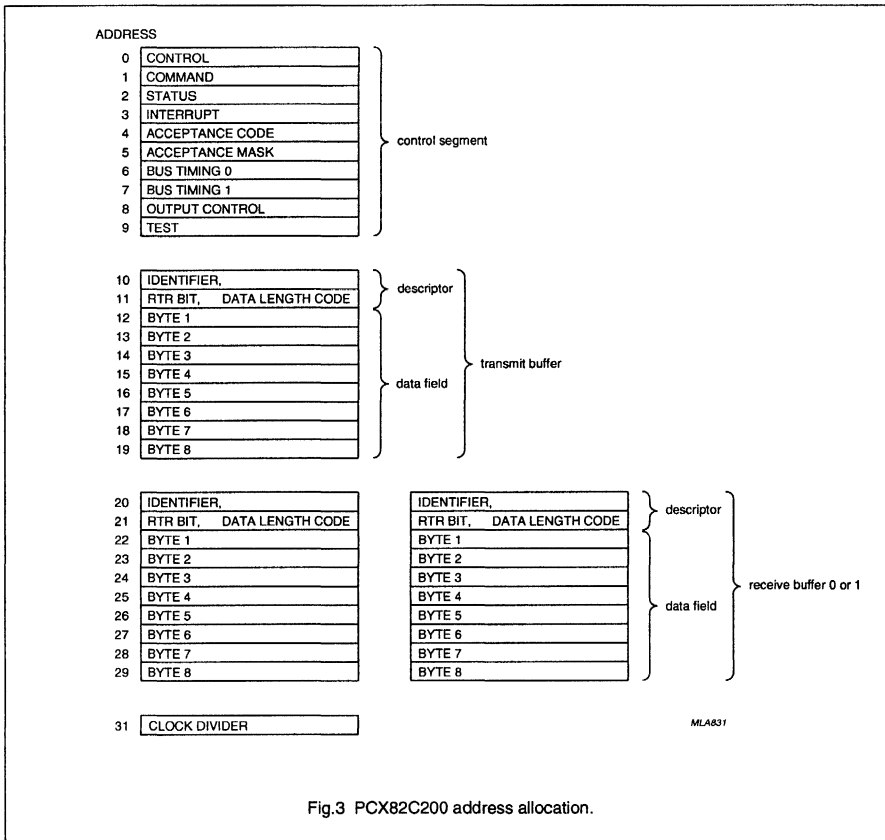 ADDRESS
0 CONTROL
1 COMMAND
2 STATUS
3 INTERRUPT
4 ACCEPTANCE CODE
5 ACCEPTANCE MASK
6 BUS TIMING 0
7 BUS TIMING 1
8 OUTPUT CONTROL
9 TEST
control segment
10 IDENTIFIER,
11 RTR BIT, DATA LENGTH CODE
12 BYTE 1
13 BYTE 2
14 BYTE 3
15 BYTE 4
16 BYTE 5
17 BYTE 6
18 BYTE 7
19 BYTE 8
descriptor
data field
transmit buffer
20 IDENTIFIER, IDENTIFIER,
21 RTR BIT, DATA LENGTH CODE RTR BIT, DATA LENGTH CODE
22 BYTE 1 BYTE 1
23 BYTE 2 BYTE 2
24 BYTE 3 BYTE 3
25 BYTE 4 BYTE 4
26 BYTE 5 BYTE 5
27 BYTE 6 BYTE 6
28 BYTE 7 BYTE 7
29 BYTE 8 BYTE 8
descriptor
data field
receive buffer 0 or 1
31 CLOCK DIVIDER
MLA831
Fig.3 PCX82C200 address allocation.